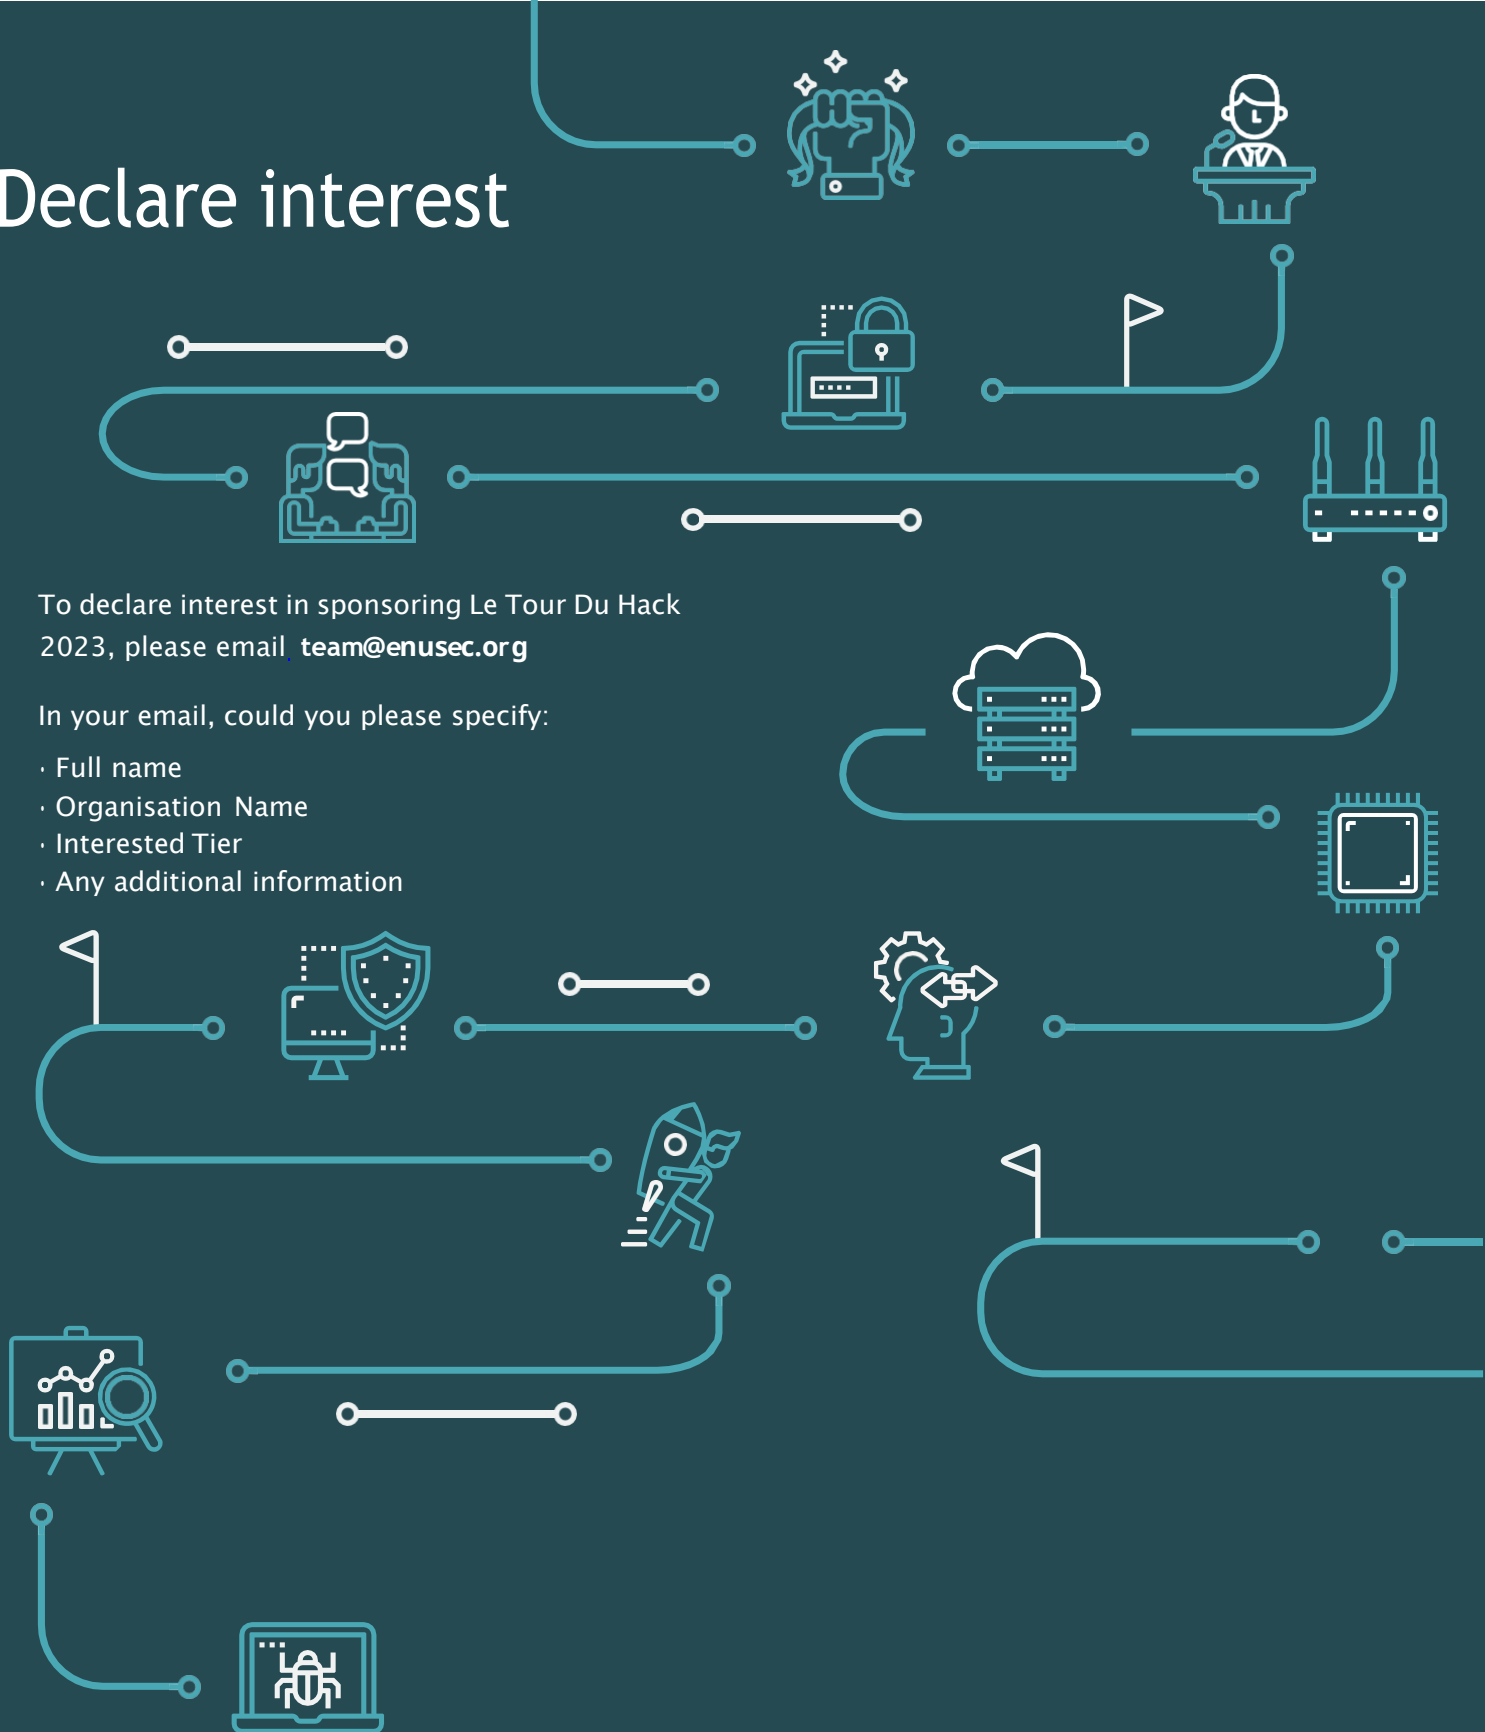 Declare interest
To declare interest in sponsoring Le Tour Du Hack
2023, please email team@enusec.org
In your email, could you please specify:
· Full name
· Organisation Name
· Interested Tier
· Any additional information